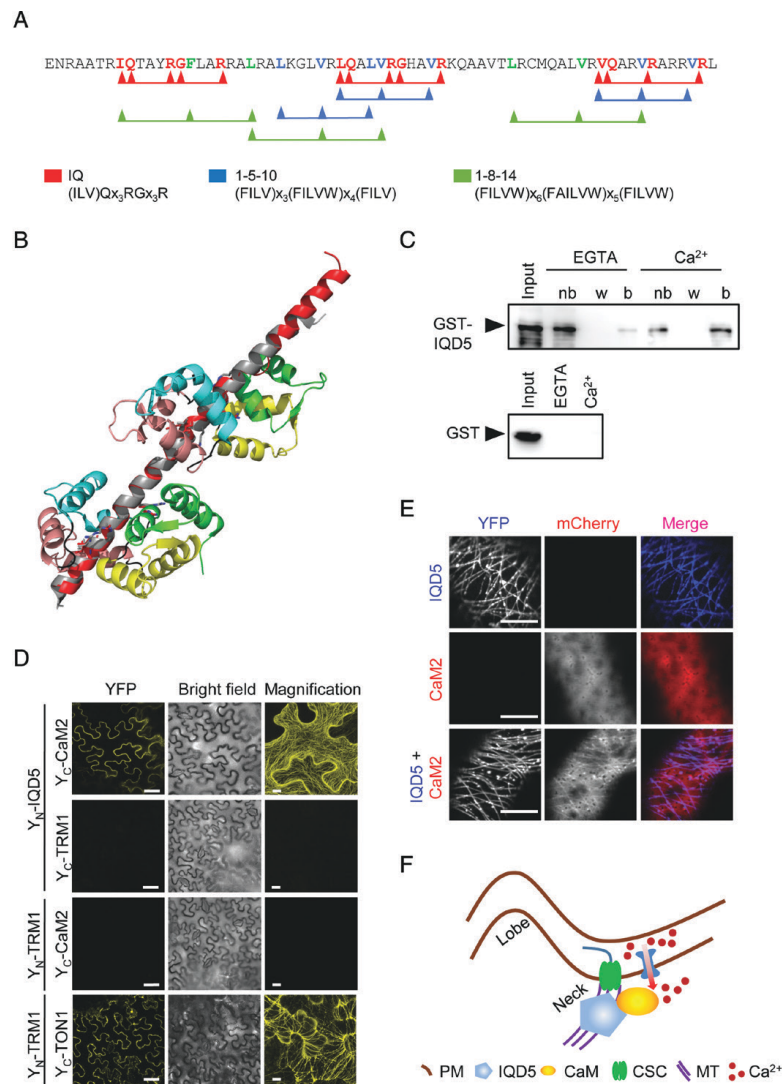 A
ENRAATRIQTAYRGFLARRALRALKGLVRLQALVRGHAVRKQAAVTLRCMQALVRVQARVRARRVRL
IQ
(ILV)Qx3RGx3R
1-5-10
(FILV)x3(FILVW)x4(FILV)
1-8-14
(FILVW)x6(FAILVW)x5(FILVW)
B
C
EGTA Ca2+
Input nb w b nb w b
GST-IQD5
Input EGTA Ca2+
GST
D
YFP Bright field Magnification
YN-IQD5
YC-CaM2
YC-TRM1
YN-TRM1
YC-CaM2
YN-TRM1
YC-TON1
E
YFP mCherry Merge
IQD5
CaM2
IQD5 +
CaM2
F
Lobe
Neck
PM IQD5 CaM CSC MT Ca2+